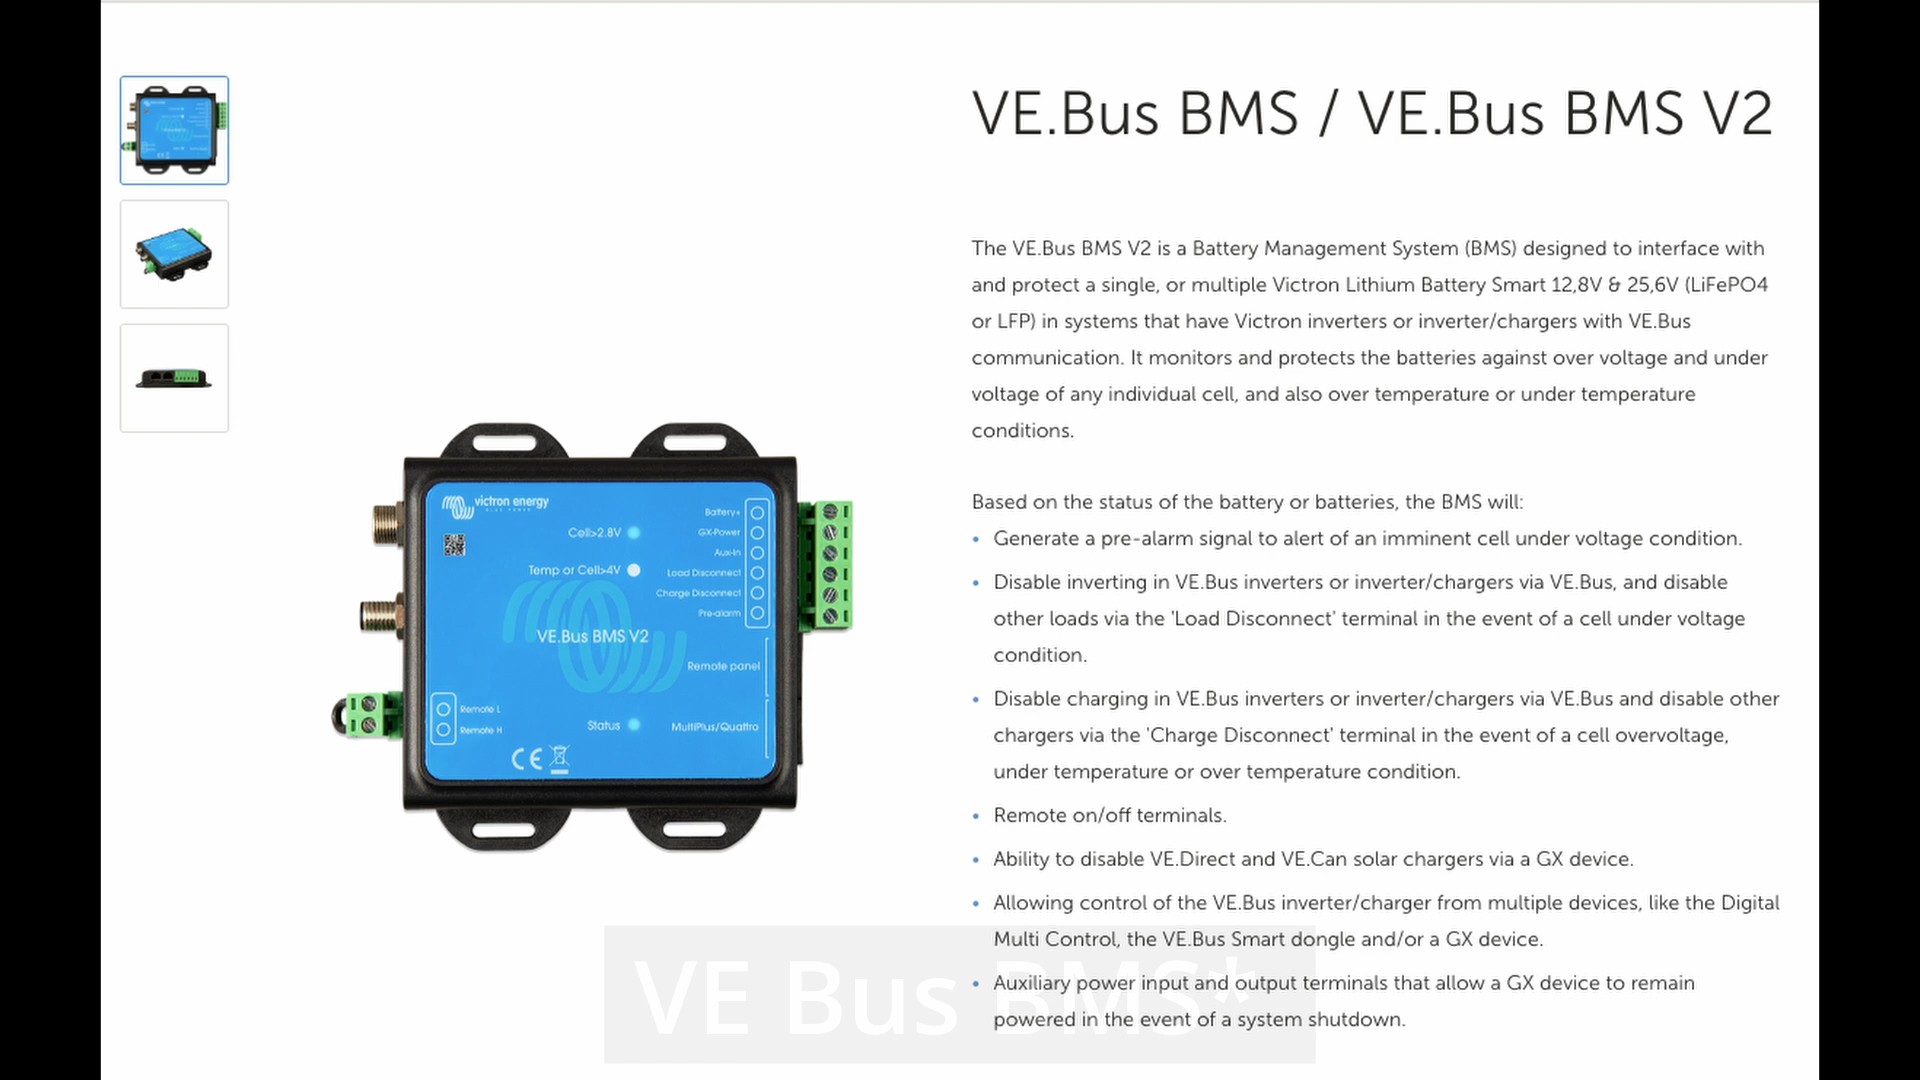 VE.Bus BMS / VE.Bus BMS V2
The VE.Bus BMS V2 is a Battery Management System (BMS) designed to interface with
and protect a single, or multiple Victron Lithium Battery Smart 12,8V & 25,6V (LiFePO4
or LFP) in systems that have Victron inverters or inverter/chargers with VE.Bus
communication. It monitors and protects the batteries against over voltage and under
voltage of any individual cell, and also over temperature or under temperature
conditions.
Based on the status of the battery or batteries, the BMS will:
• Generate a pre-alarm signal to alert of an imminent cell under voltage condition.
• Disable inverting in VE.Bus inverters or inverter/chargers via VE.Bus, and disable
other loads via the 'Load Disconnect' terminal in the event of a cell under voltage
condition.
• Disable charging in VE.Bus inverters or inverter/chargers via VE.Bus and disable other
chargers via the 'Charge Disconnect' terminal in the event of a cell overvoltage,
under temperature or over temperature condition.
• Remote on/off terminals.
• Ability to disable VE.Direct and VE.Can solar chargers via a GX device.
• Allowing control of the VE.Bus inverter/charger from multiple devices, like the Digital
Multi Control, the VE.Bus Smart dongle and/or a GX device.
• Auxiliary power input and output terminals that allow a GX device to remain
powered in the event of a system shutdown.
victron energy
BLUE POWER
Cell>2.8V
Temp or Cell>4V
Battery+
GX-Power
Aux-In
Load Disconnect
Charge Disconnect
Pre-alarm
VE.Bus BMS V2
Remote panel
Remote L
Remote H
Status
MultiPlus/Quattro
CE
VE Bus BMS*